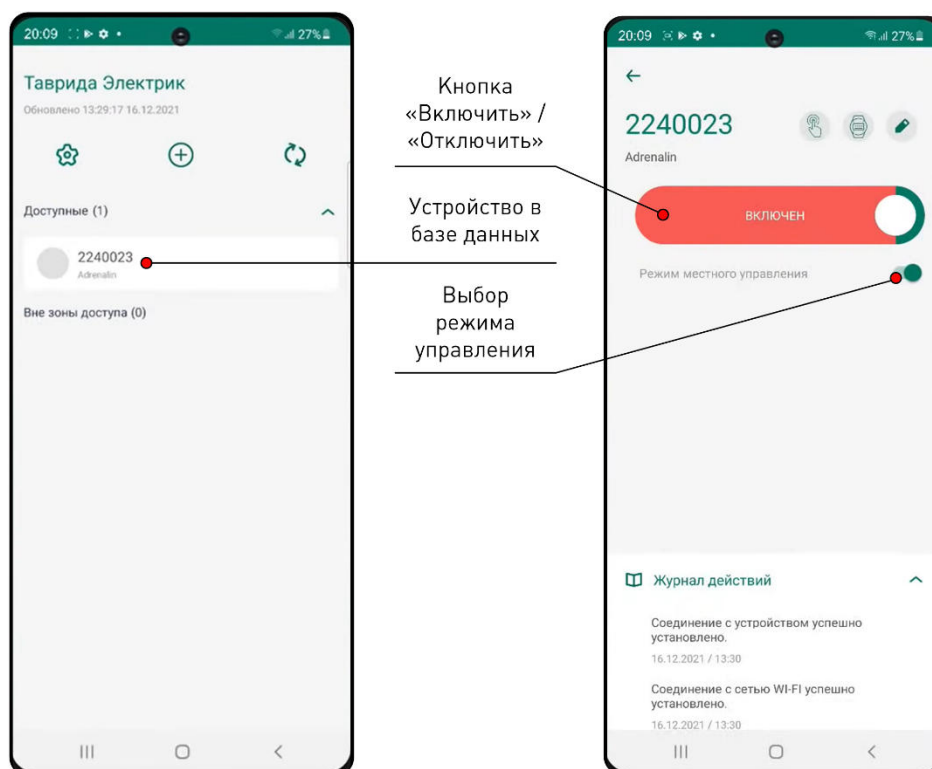 20:09
27%
Таврида Электрик
Обновлено 13:29:17 16.12.2021
Доступные (1)
2240023
Adrenalin
Вне зоны доступа (0)
Кнопка
«Включить» /
«Отключить»
Устройство в
базе данных
Выбор
режима
управления
20:09
27%
2240023
Adrenalin
ВКЛЮЧЕН
Режим местного управления
Журнал действий
Соединение с устройством успешно
установлено.
16.12.2021 / 13:30
Соединение с сетью WI-FI успешно
установлено.
16.12.2021 / 13:30